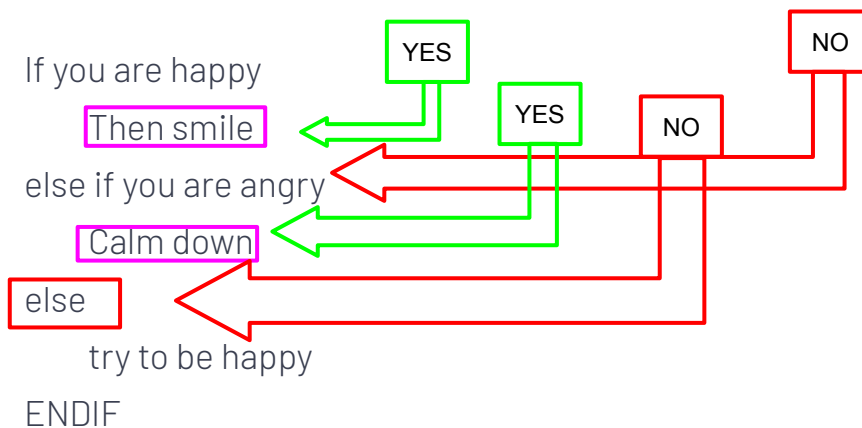 NO
YES
If you are happy
YES
NO
Then smile
else if you are angry
Calm down
else
try to be happy
ENDIF